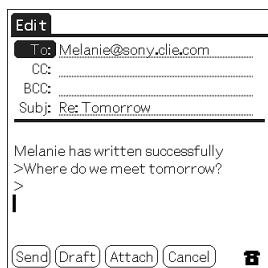 Edit
To: Melanie@sony.clie.com
CC:
BCC:
Subj: Re: Tomorrow
Melanie has written successfully
>Where do we meet tomorrow?
>
Send Draft Attach Cancel